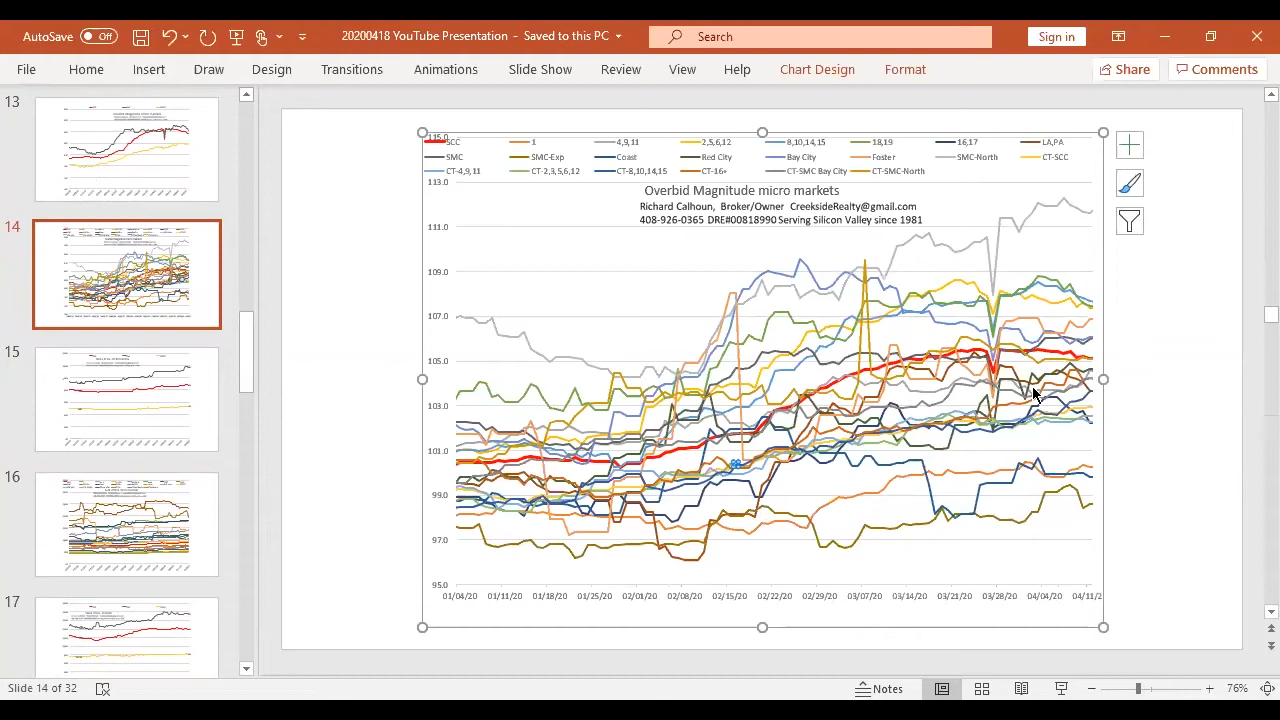 AutoSave Off 20200418 YouTube Presentation - Saved to this PC Search Sign in
File Home Insert Draw Design Transitions Animations Slide Show Review View Help Chart Design Format Share Comments
13
14
15
16
17
115.0
SCC 1 4,9,11 2,5,6,12 8,10,14,15 18,19 16,17 LA,PA
SMC SMC-Exp Coast Red City Bay City Foster SMC-North CT-SCC
CT-4,9,11 CT-2,3,5,6,12 CT-8,10,14,15 CT-16+ CT-SMC Bay City CT-SMC-North
113.0
Overbid Magnitude micro markets
Richard Calhoun, Broker/Owner CreeksideRealty@gmail.com
408-926-0365 DRE#00818990 Serving Silicon Valley since 1981
111.0
109.0
107.0
105.0
103.0
101.0
99.0
97.0
95.0
01/04/20 01/11/20 01/18/20 01/25/20 02/01/20 02/08/20 02/15/20 02/22/20 02/29/20 03/07/20 03/14/20 03/21/20 03/28/20 04/04/20 04/11/2
Slide 14 of 32 Notes 76%